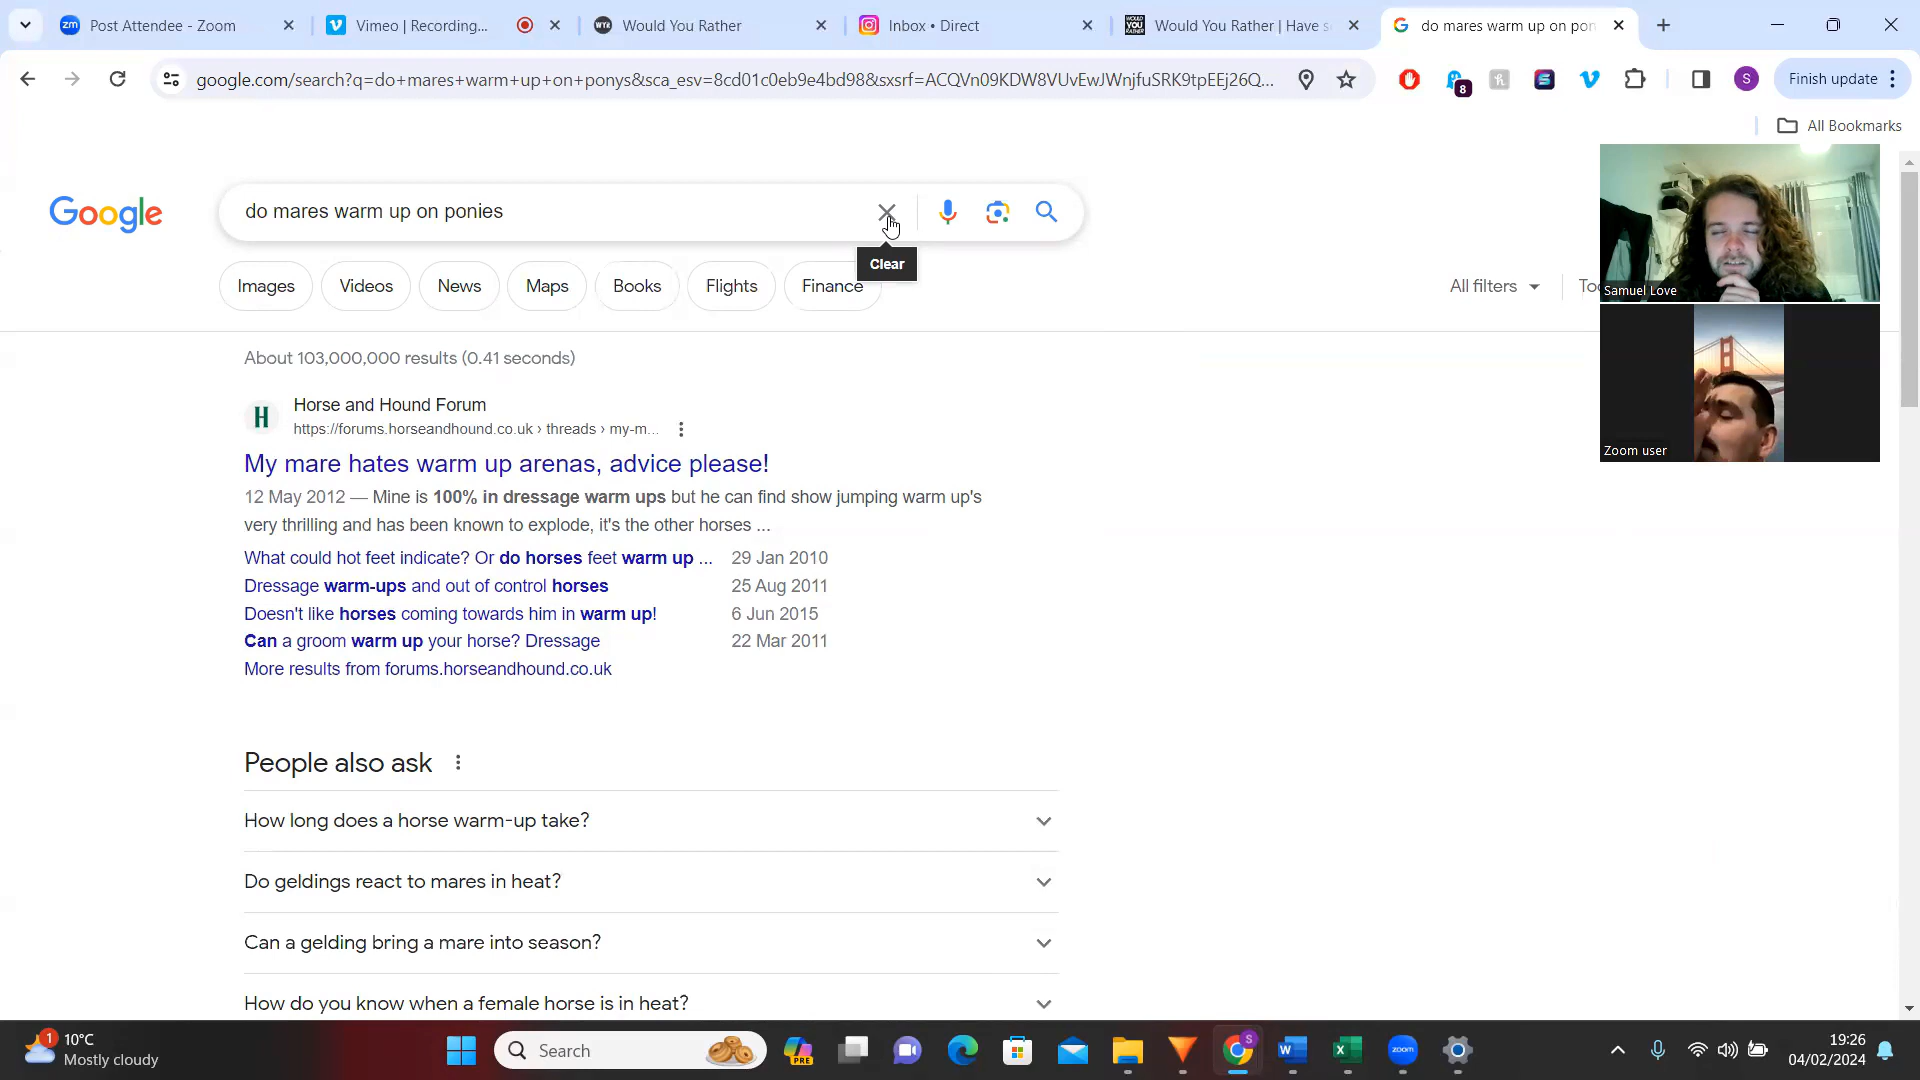 zm Post Attendee - Zoom
Vimeo | Recording...
WYR Would You Rather
Inbox • Direct
WOULD YOU RATHER Would You Rather | Have s
do mares warm up on pon
google.com/search?q=do+mares+warm+up+on+ponys&sca_esv=8cd01c0eb9e4bd98&sxsrf=ACQVn09KDW8VUvEwJWnjfuSRK9tpEEj26Q...
8
S
Finish update
All Bookmarks
Google
do mares warm up on ponies
Clear
Images
Videos
News
Maps
Books
Flights
Finance
All filters
Too
Samuel Love
Zoom user
About 103,000,000 results (0.41 seconds)
H
Horse and Hound Forum
https://forums.horseandhound.co.uk › threads › my-m...
My mare hates warm up arenas, advice please!
12 May 2012 — Mine is 100% in dressage warm ups but he can find show jumping warm up's
very thrilling and has been known to explode, it's the other horses ...
What could hot feet indicate? Or do horses feet warm up ... 29 Jan 2010
Dressage warm-ups and out of control horses 25 Aug 2011
Doesn't like horses coming towards him in warm up! 6 Jun 2015
Can a groom warm up your horse? Dressage 22 Mar 2011
More results from forums.horseandhound.co.uk
People also ask
How long does a horse warm-up take?
Do geldings react to mares in heat?
Can a gelding bring a mare into season?
How do you know when a female horse is in heat?
1
10°C
Mostly cloudy
Search
PRE
S
W
X
zoom
19:26
04/02/2024